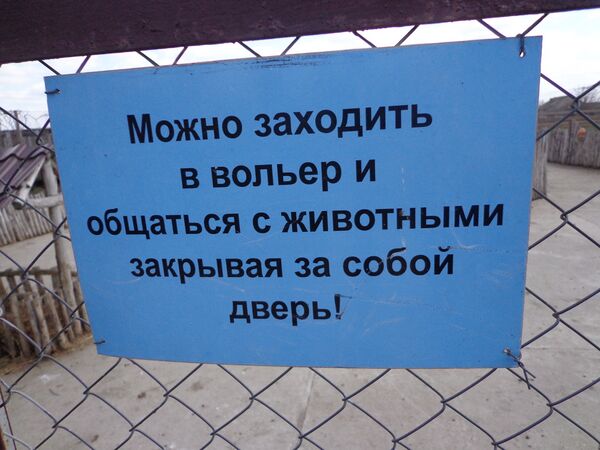 Можно заходить
в вольер и
общаться с животными
закрывая за собой
дверь!